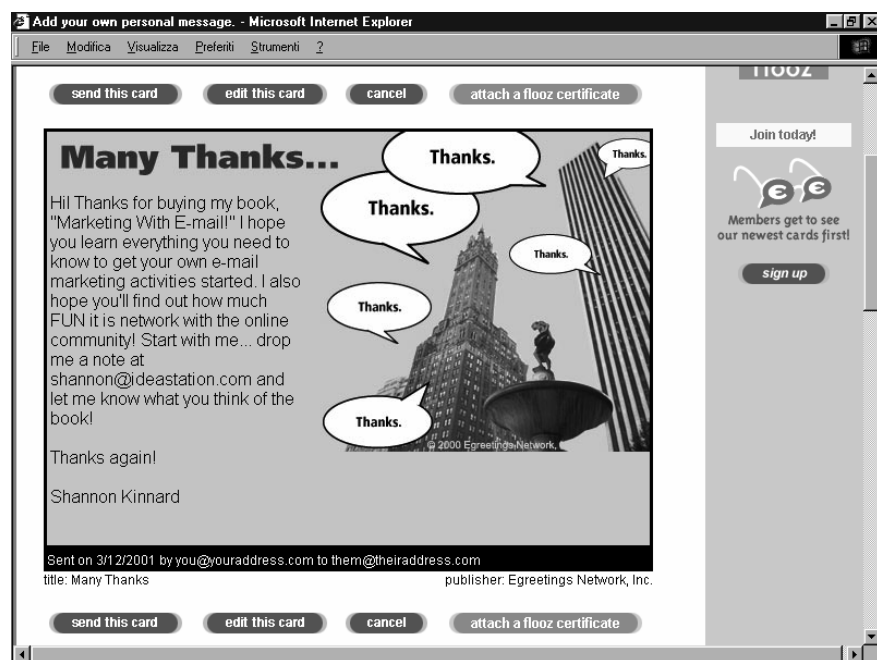 Add your own personal message. - Microsoft Internet Explorer
File Modifica Visualizza Preferiti Strumenti ?
send this card edit this card cancel attach a flooz certificate
Join today!
Members get to see
our newest cards first!
sign up
Many Thanks...
Hi! Thanks for buying my book,
"Marketing With E-mail!" I hope
you learn everything you need to
know to get your own e-mail
marketing activities started. I also
hope you'll find out how much
FUN it is network with the online
community! Start with me... drop
me a note at
shannon@ideastation.com and
let me know what you think of the
book!
Thanks again!
Shannon Kinnard
Thanks.
Thanks.
Thanks.
Thanks.
Thanks.
Thanks.
© 2000 Egreetings Network,
Sent on 3/12/2001 by you@youraddress.com to them@theiraddress.com
title: Many Thanks publisher: Egreetings Network, Inc.
send this card edit this card cancel attach a flooz certificate